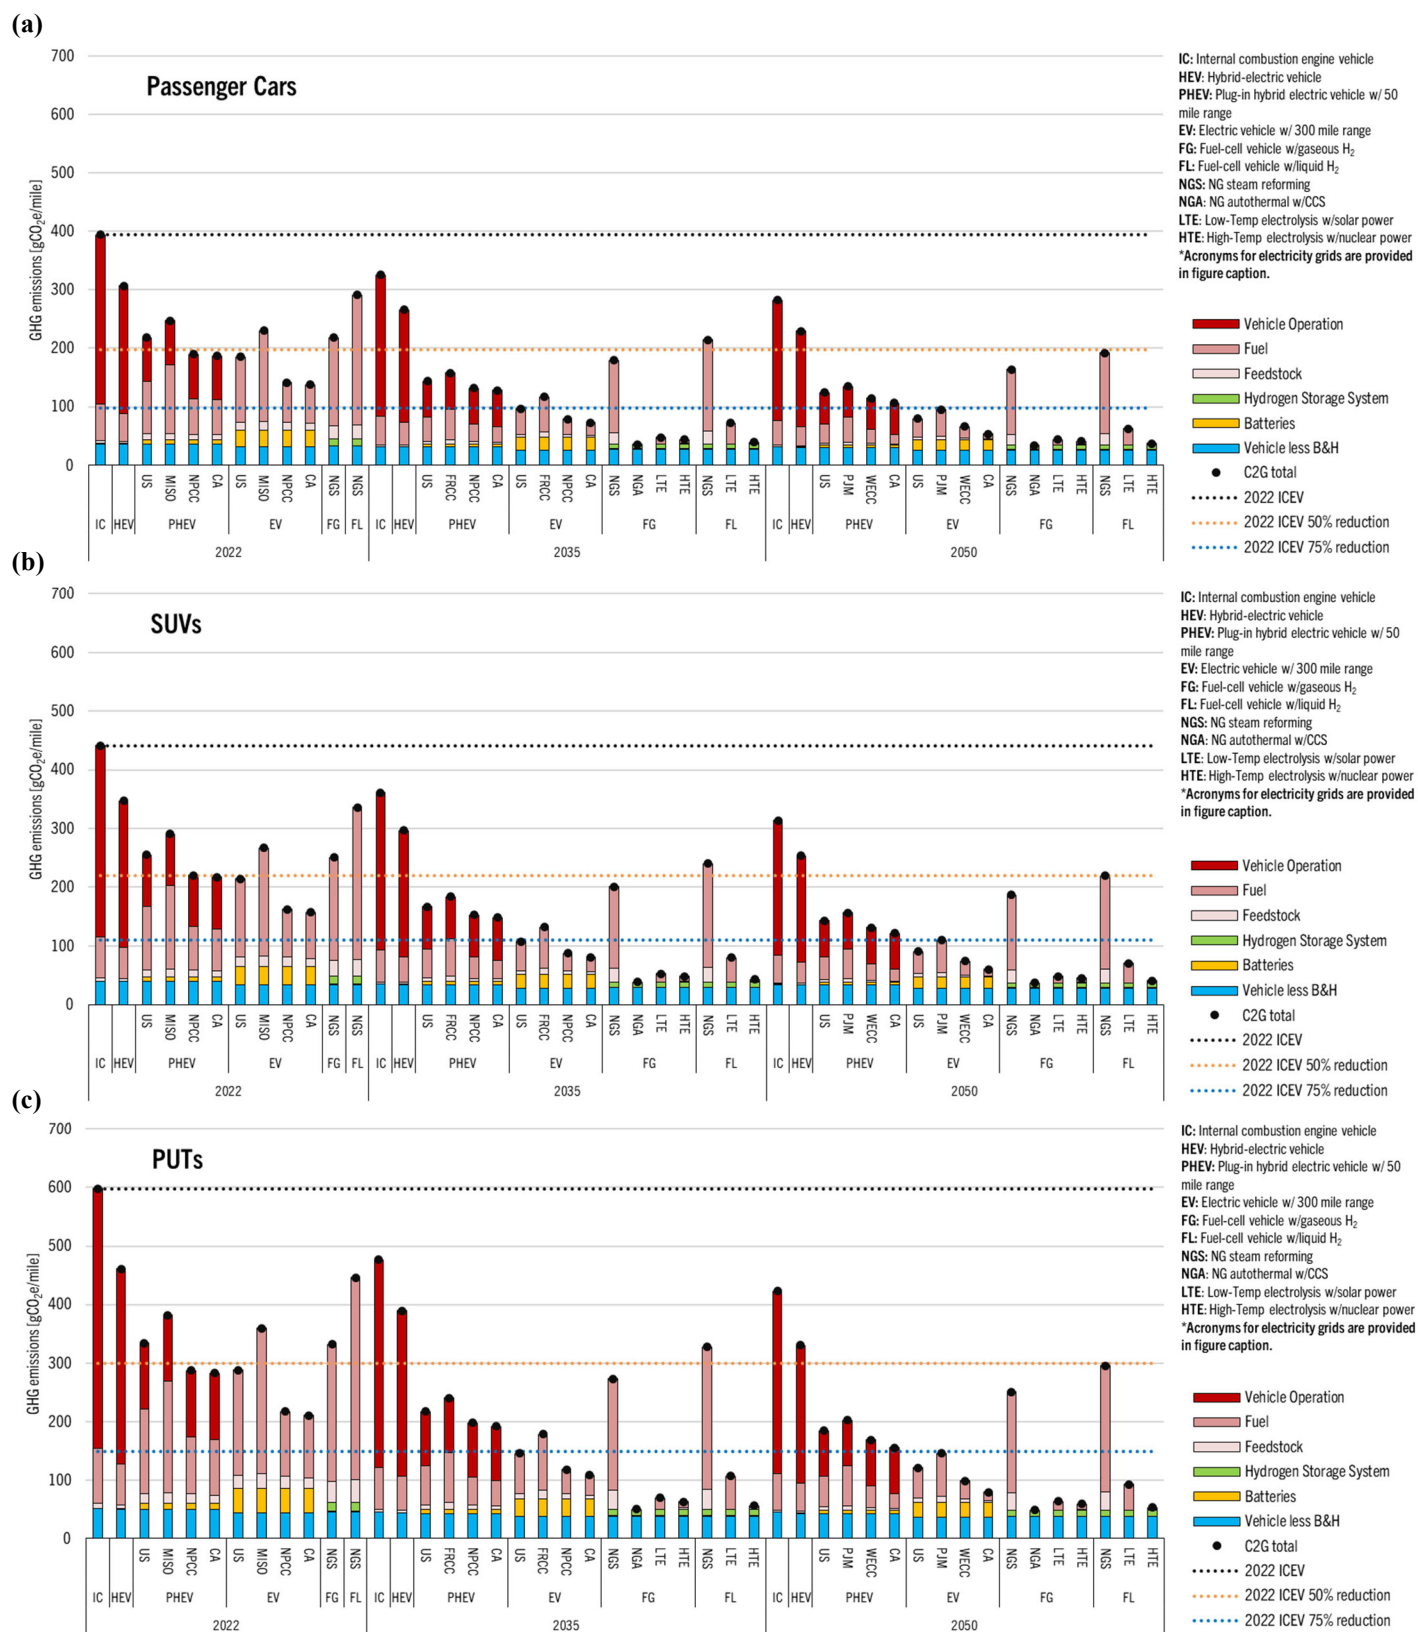 (a)
Passenger Cars
GHG emissions [gCO2e/mile]
700
600
500
400
300
200
100
0
US MISO NPCC CA US MISO NPCC CA NGS NGS US FRCC NPCC CA US FRCC NPCC CA NGS NGA LTE HTE NGS LTE HTE US PJM WECC CA US PJM WECC CA NGS NGA LTE HTE NGS LTE HTE
IC HEV PHEV EV FG FL IC HEV PHEV EV FG FL IC HEV PHEV EV FG FL
2022 2035 2050
IC: Internal combustion engine vehicle
HEV: Hybrid-electric vehicle
PHEV: Plug-in hybrid electric vehicle w/ 50
mile range
EV: Electric vehicle w/ 300 mile range
FG: Fuel-cell vehicle w/gaseous H2
FL: Fuel-cell vehicle w/liquid H2
NGS: NG steam reforming
NGA: NG autothermal w/CCS
LTE: Low-Temp electrolysis w/solar power
HTE: High-Temp electrolysis w/nuclear power
*Acronyms for electricity grids are provided
in figure caption.
Vehicle Operation
Fuel
Feedstock
Hydrogen Storage System
Batteries
Vehicle less B&H
C2G total
2022 ICEV
2022 ICEV 50% reduction
2022 ICEV 75% reduction
(b)
SUVs
GHG emissions [gCO2e/mile]
700
600
500
400
300
200
100
0
US MISO NPCC CA US MISO NPCC CA NGS NGS US FRCC NPCC CA US FRCC NPCC CA NGS NGA LTE HTE NGS LTE HTE US PJM WECC CA US PJM WECC CA NGS NGA LTE HTE NGS LTE HTE
IC HEV PHEV EV FG FL IC HEV PHEV EV FG FL IC HEV PHEV EV FG FL
2022 2035 2050
IC: Internal combustion engine vehicle
HEV: Hybrid-electric vehicle
PHEV: Plug-in hybrid electric vehicle w/ 50
mile range
EV: Electric vehicle w/ 300 mile range
FG: Fuel-cell vehicle w/gaseous H2
FL: Fuel-cell vehicle w/liquid H2
NGS: NG steam reforming
NGA: NG autothermal w/CCS
LTE: Low-Temp electrolysis w/solar power
HTE: High-Temp electrolysis w/nuclear power
*Acronyms for electricity grids are provided
in figure caption.
Vehicle Operation
Fuel
Feedstock
Hydrogen Storage System
Batteries
Vehicle less B&H
C2G total
2022 ICEV
2022 ICEV 50% reduction
2022 ICEV 75% reduction
(c)
PUTs
GHG emissions [gCO2e/mile]
700
600
500
400
300
200
100
0
US MISO NPCC CA US MISO NPCC CA NGS NGS US FRCC NPCC CA US FRCC NPCC CA NGS NGA LTE HTE NGS LTE HTE US PJM WECC CA US PJM WECC CA NGS NGA LTE HTE NGS LTE HTE
IC HEV PHEV EV FG FL IC HEV PHEV EV FG FL IC HEV PHEV EV FG FL
2022 2035 2050
IC: Internal combustion engine vehicle
HEV: Hybrid-electric vehicle
PHEV: Plug-in hybrid electric vehicle w/ 50
mile range
EV: Electric vehicle w/ 300 mile range
FG: Fuel-cell vehicle w/gaseous H2
FL: Fuel-cell vehicle w/liquid H2
NGS: NG steam reforming
NGA: NG autothermal w/CCS
LTE: Low-Temp electrolysis w/solar power
HTE: High-Temp electrolysis w/nuclear power
*Acronyms for electricity grids are provided
in figure caption.
Vehicle Operation
Fuel
Feedstock
Hydrogen Storage System
Batteries
Vehicle less B&H
C2G total
2022 ICEV
2022 ICEV 50% reduction
2022 ICEV 75% reduction